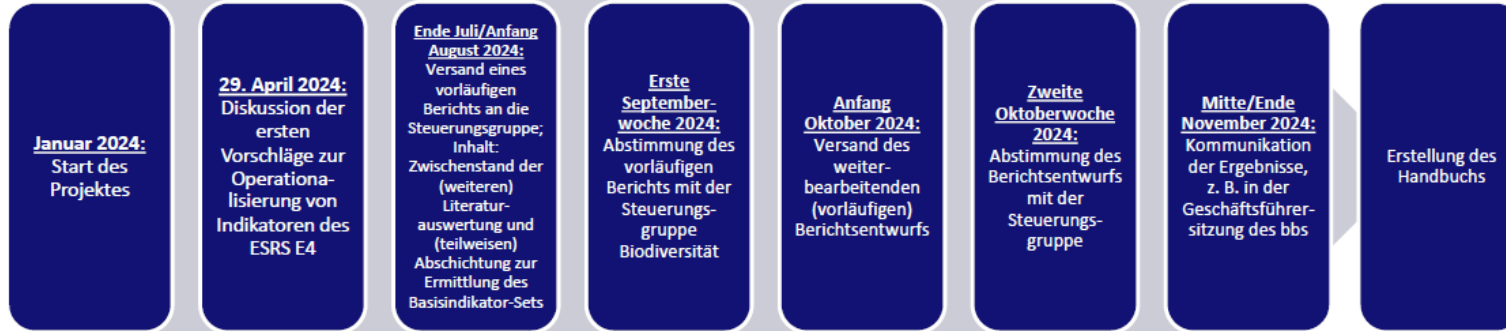 Januar 2024:
Start des
Projektes
29. April 2024:
Diskussion der
ersten
Vorschläge zur
Operationa-
lisierung von
Indikatoren des
ESRS E4
Ende Juli/Anfang
August 2024:
Versand eines
vorläufigen
Berichts an die
Steuerungsgruppe;
Inhalt:
Zwischenstand der
(weiteren)
Literatur-
auswertung und
(teilweisen)
Abschichtung zur
Ermittlung des
Basisindikator-Sets
Erste
September-
woche 2024:
Abstimmung des
vorläufigen
Berichts mit der
Steuerungs-
gruppe
Biodiversität
Anfang
Oktober 2024:
Versand des
weiter-
bearbeitenden
(vorläufigen)
Berichtsentwurfs
Zweite
Oktoberwoche
2024:
Abstimmung des
Berichtsentwurfs
mit der
Steuerungs-
gruppe
Mitte/Ende
November 2024:
Kommunikation
der Ergebnisse,
z. B. in der
Geschäftsführer-
sitzung des bbs
Erstellung des
Handbuchs